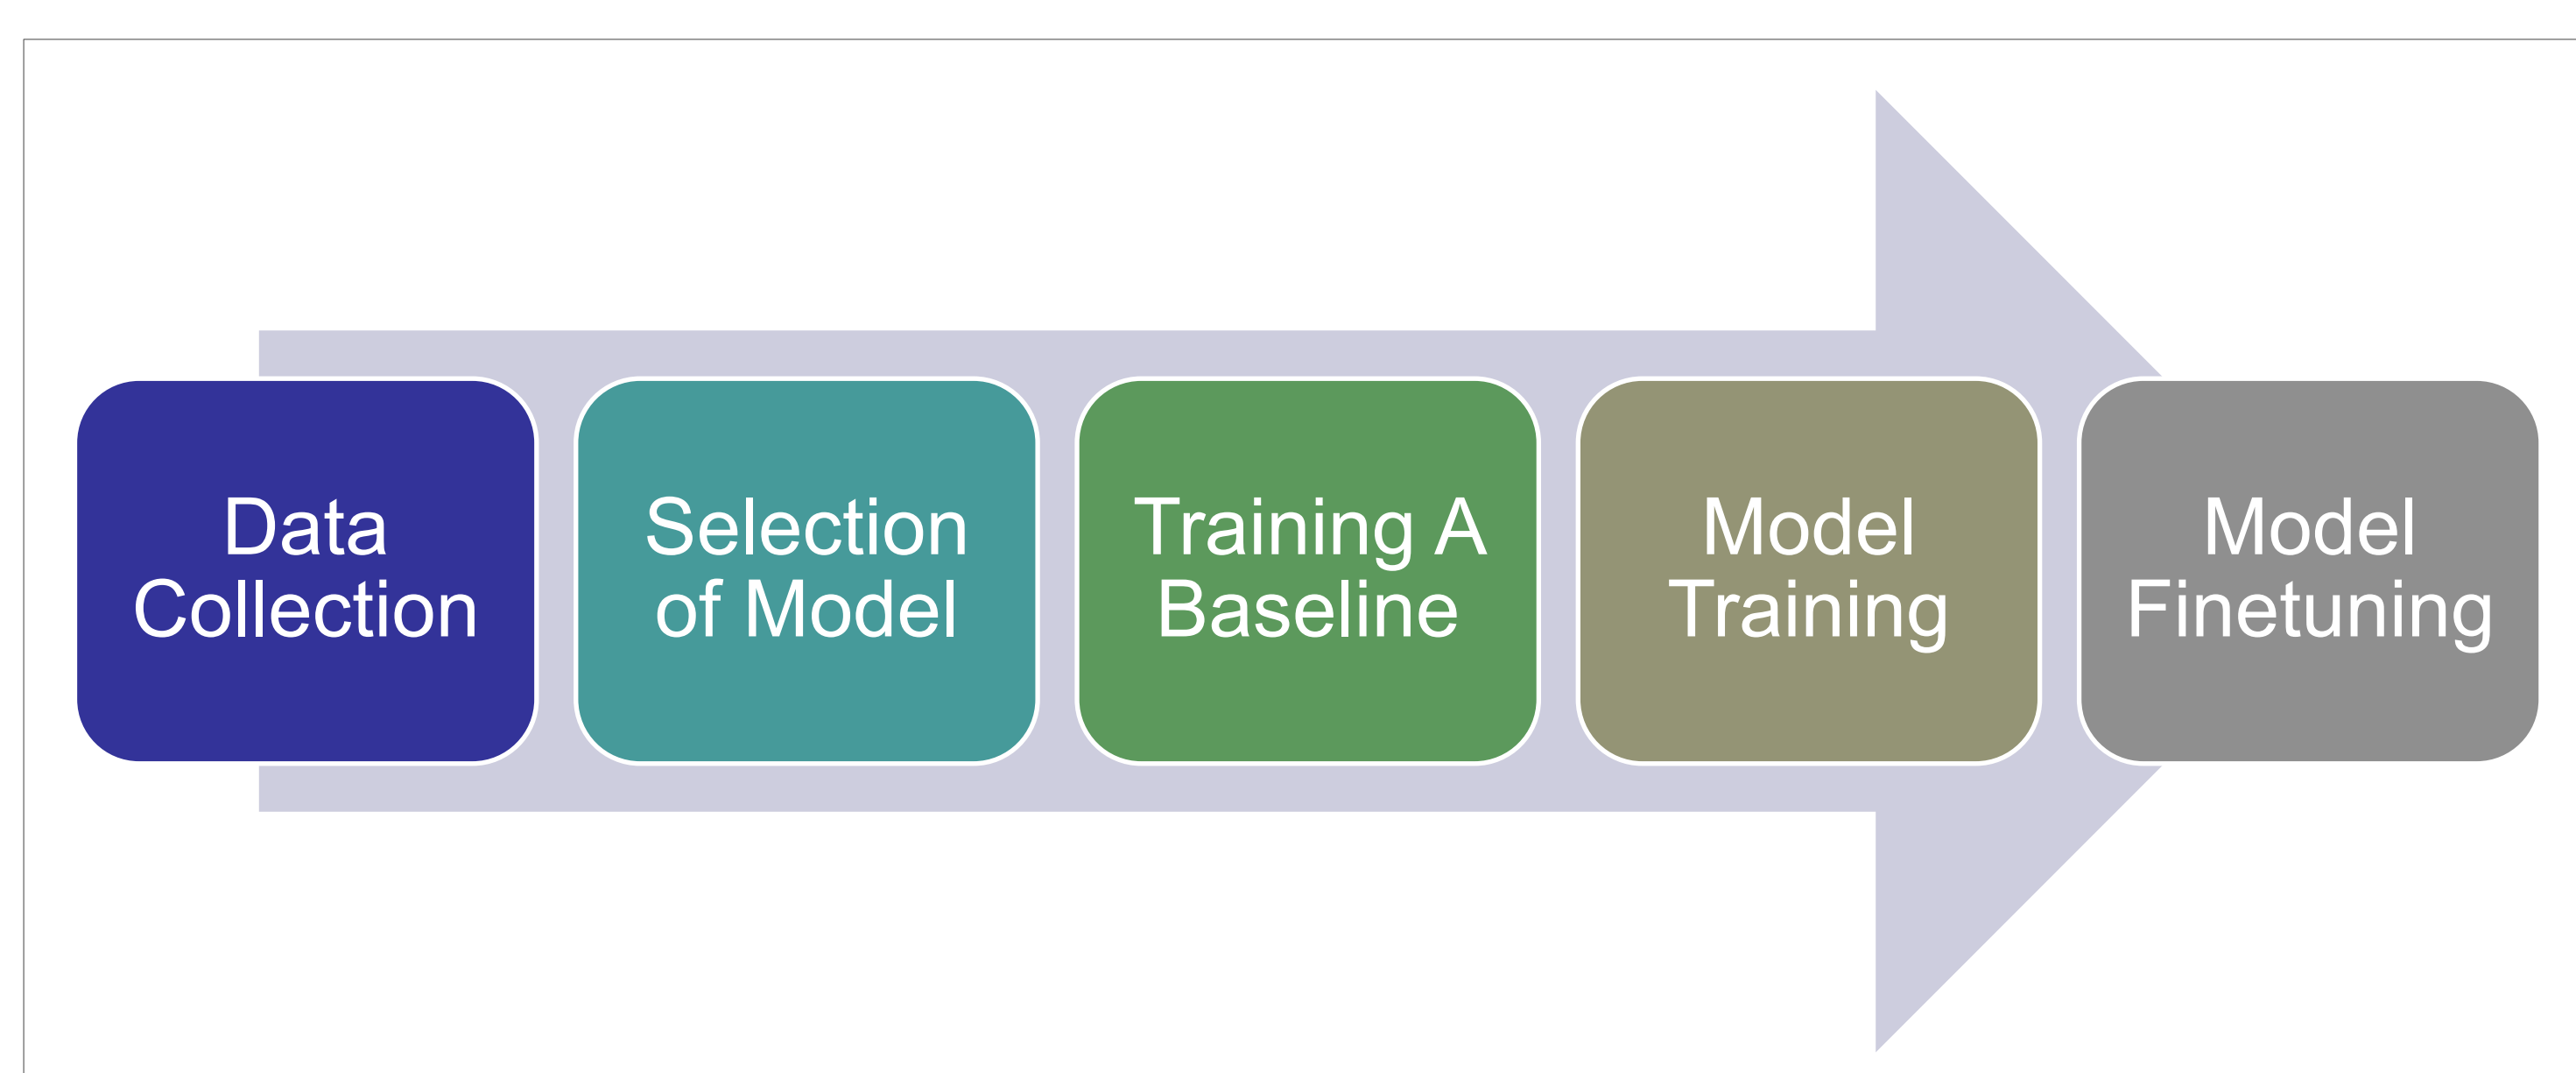 Data
Collection
Selection
of Model
Training A
Baseline
Model
Training
Model
Finetuning